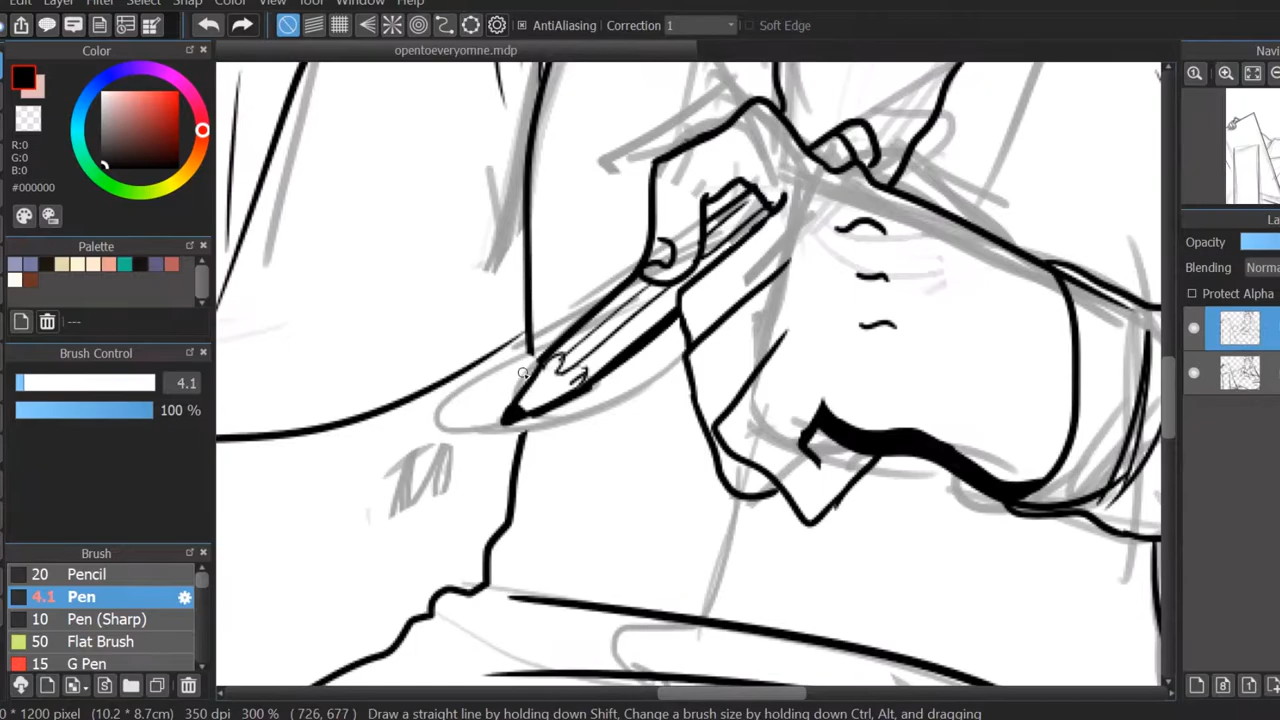 Edit Layer Filter Select Snap Color View Tool Window Help
AntiAliasing Correction 1 Soft Edge
Color
opentoeveryomne.mdp
Navi
R:0
G:0
B:0
#000000
Palette
---
Brush Control
4.1
100 %
Brush
20 Pencil
4.1 Pen
10 Pen (Sharp)
50 Flat Brush
15 G Pen
La
Opacity
Blending Norma
Protect Alpha
0 * 1200 pixel (10.2 * 8.7cm) 350 dpi 300 % ( 726, 677 ) Draw a straight line by holding down Shift, Change a brush size by holding down Ctrl, Alt, and dragging